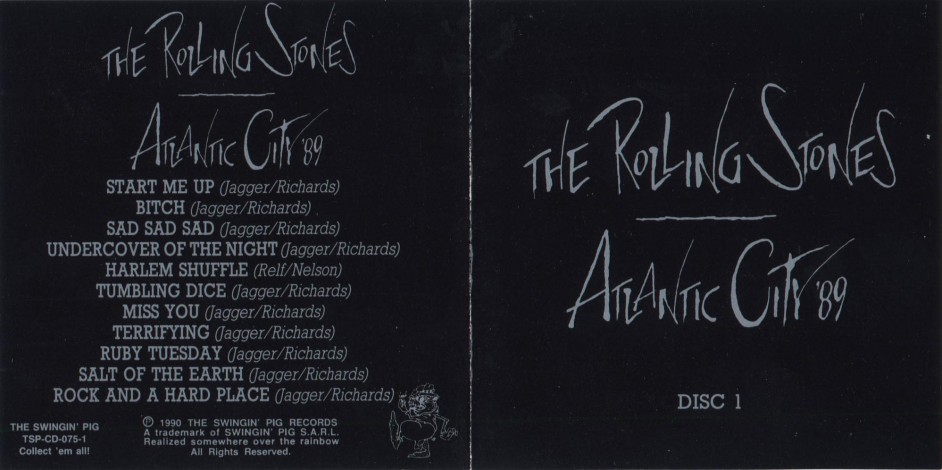 THE ROLLING STONES
ATLANTIC CITY '89
START ME UP (Jagger/Richards)
BITCH (Jagger/Richards)
SAD SAD SAD (Jagger/Richards)
UNDERCOVER OF THE NIGHT (Jagger/Richards)
HARLEM SHUFFLE (Relf/Nelson)
TUMBLING DICE (Jagger/Richards)
MISS YOU (Jagger/Richards)
TERRIFYING (Jagger/Richards)
RUBY TUESDAY (Jagger/Richards)
SALT OF THE EARTH (Jagger/Richards)
ROCK AND A HARD PLACE (Jagger/Richards)
THE SWINGIN' PIG
TSP-CD-075-1
Collect 'em all!
℗ 1990 THE SWINGIN' PIG RECORDS
A trademark of SWINGIN' PIG S.A.R.L.
Realized somewhere over the rainbow
All Rights Reserved.
THE ROLLING STONES
ATLANTIC CITY '89
DISC 1